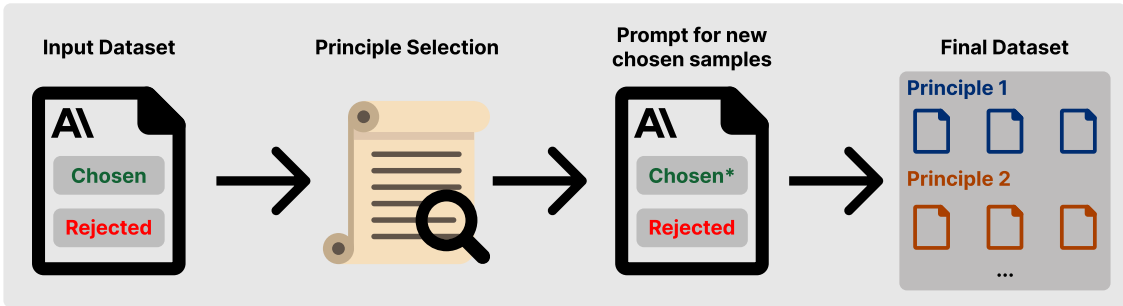 Input Dataset
Principle Selection
Prompt for new
chosen samples
Final Dataset
A\
Chosen
Rejected
A\
Chosen*
Rejected
Principle 1
Principle 2
...